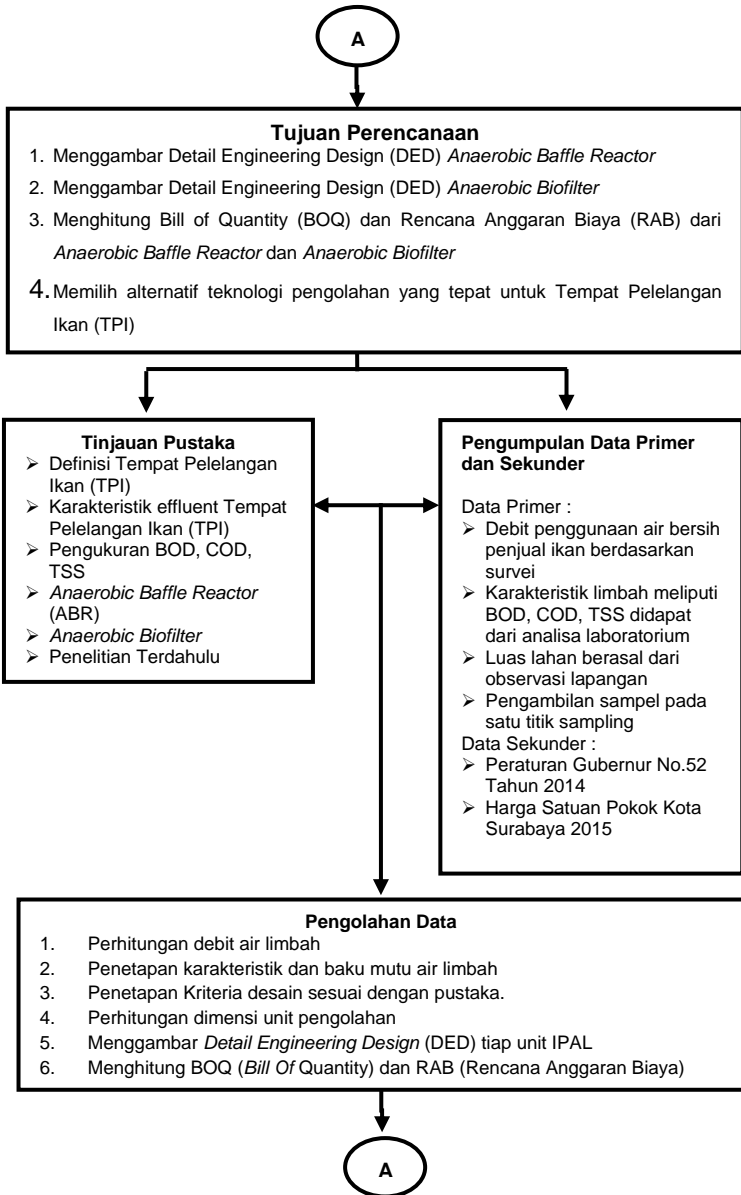 A
Tujuan Perencanaan
1. Menggambar Detail Engineering Design (DED) Anaerobic Baffle Reactor
2. Menggambar Detail Engineering Design (DED) Anaerobic Biofilter
3. Menghitung Bill of Quantity (BOQ) dan Rencana Anggaran Biaya (RAB) dari
Anaerobic Baffle Reactor dan Anaerobic Biofilter
4. Memilih alternatif teknologi pengolahan yang tepat untuk Tempat Pelelangan
Ikan (TPI)
Tinjauan Pustaka
➢ Definisi Tempat Pelelangan
Ikan (TPI)
➢ Karakteristik effluent Tempat
Pelelangan Ikan (TPI)
➢ Pengukuran BOD, COD,
TSS
➢ Anaerobic Baffle Reactor
(ABR)
➢ Anaerobic Biofilter
➢ Penelitian Terdahulu
Pengumpulan Data Primer
dan Sekunder
Data Primer :
➢ Debit penggunaan air bersih
penjual ikan berdasarkan
survei
➢ Karakteristik limbah meliputi
BOD, COD, TSS didapat
dari analisa laboratorium
➢ Luas lahan berasal dari
observasi lapangan
➢ Pengambilan sampel pada
satu titik sampling
Data Sekunder :
➢ Peraturan Gubernur No.52
Tahun 2014
➢ Harga Satuan Pokok Kota
Surabaya 2015
Pengolahan Data
1. Perhitungan debit air limbah
2. Penetapan karakteristik dan baku mutu air limbah
3. Penetapan Kriteria desain sesuai dengan pustaka.
4. Perhitungan dimensi unit pengolahan
5. Menggambar Detail Engineering Design (DED) tiap unit IPAL
6. Menghitung BOQ (Bill Of Quantity) dan RAB (Rencana Anggaran Biaya)
A